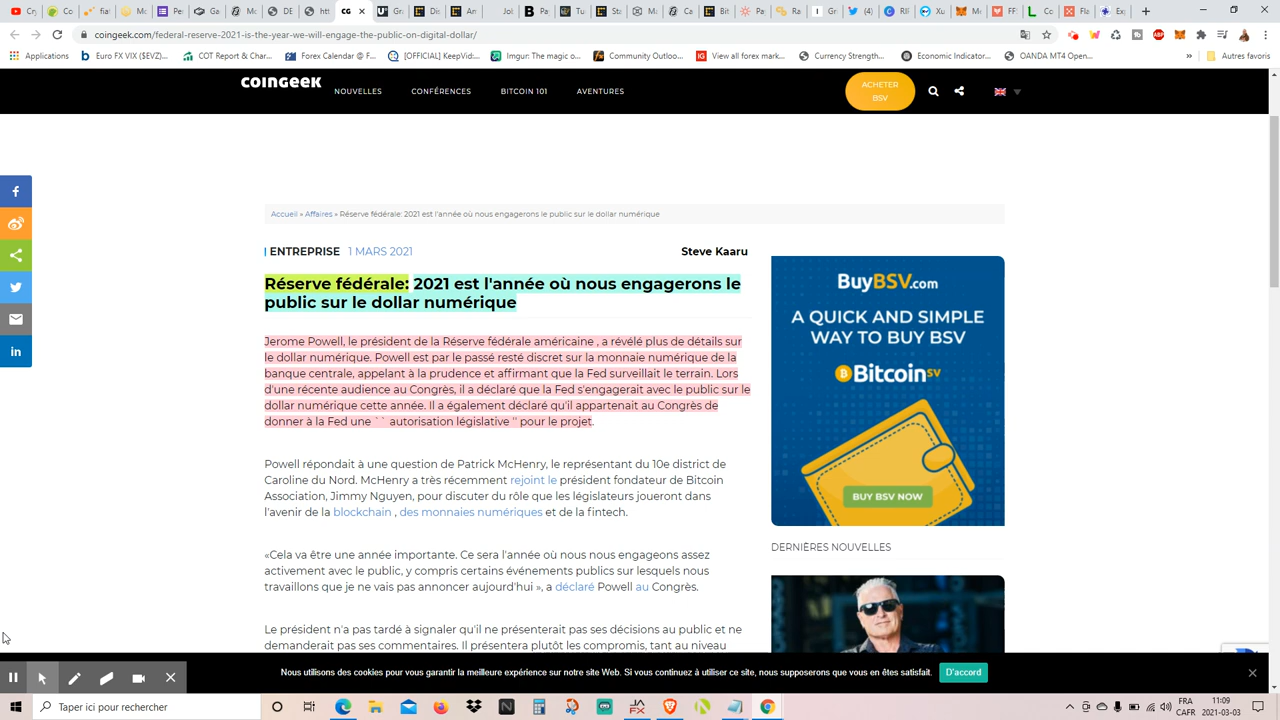 Cr
cg
coingeek.com/federal-reserve-2021-is-the-year-we-will-engage-the-public-on-digital-dollar/
Applications
Euro FX VIX ($EVZ)...
COT Report & Char...
Forex Calendar @ F...
[OFFICIAL] KeepVid:...
Imgur: The magic o...
Community Outloo...
View all forex mark...
Currency Strength...
Economic Indicator...
OANDA MT4 Open...
»
Autres favoris
coinGeek
NOUVELLES
CONFÉRENCES
BITCOIN 101
AVENTURES
ACHETER
BSV
Accueil » Affaires » Réserve fédérale: 2021 est l'année où nous engagerons le public sur le dollar numérique
ENTREPRISE 1 MARS 2021
Steve Kaaru
Réserve fédérale: 2021 est l'année où nous engagerons le
public sur le dollar numérique
Jerome Powell, le président de la Réserve fédérale américaine , a révélé plus de détails sur
le dollar numérique. Powell est par le passé resté discret sur la monnaie numérique de la
banque centrale, appelant à la prudence et affirmant que la Fed surveillait le terrain. Lors
d'une récente audience au Congrès, il a déclaré que la Fed s'engagerait avec le public sur le
dollar numérique cette année. Il a également déclaré qu'il appartenait au Congrès de
donner à la Fed une `` autorisation législative '' pour le projet.
Powell répondait à une question de Patrick McHenry, le représentant du 10e district de
Caroline du Nord. McHenry a très récemment rejoint le président fondateur de Bitcoin
Association, Jimmy Nguyen, pour discuter du rôle que les législateurs joueront dans
l'avenir de la blockchain , des monnaies numériques et de la fintech.
«Cela va être une année importante. Ce sera l'année où nous nous engageons assez
activement avec le public, y compris certains événements publics sur lesquels nous
travaillons que je ne vais pas annoncer aujourd'hui », a déclaré Powell au Congrès.
Le président n'a pas tardé à signaler qu'il ne présenterait pas ses décisions au public et ne
demanderait pas ses commentaires. Il présentera plutôt les compromis, tant au niveau
BuyBSV.com
A QUICK AND SIMPLE
WAY TO BUY BSV
Bitcoin SV
BUY BSV NOW
DERNIÈRES NOUVELLES
Nous utilisons des cookies pour vous garantir la meilleure expérience sur notre site Web. Si vous continuez à utiliser ce site, nous supposerons que vous en êtes satisfait.
D'accord
Taper ici pour rechercher
JA
FX
FRA
CAFR
11:09
2021-03-03